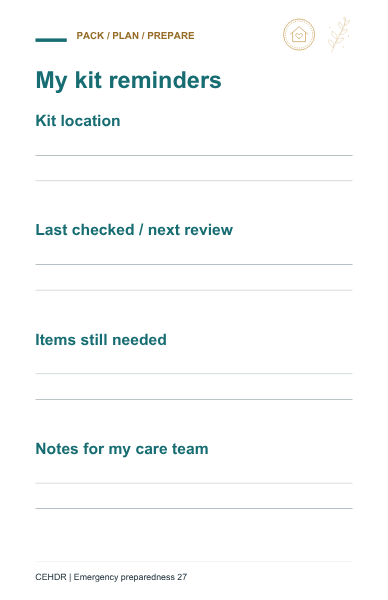 PACK / PLAN / PREPARE
My kit reminders
Kit location
Last checked / next review
Items still needed
Notes for my care team
CEHDR | Emergency preparedness 27